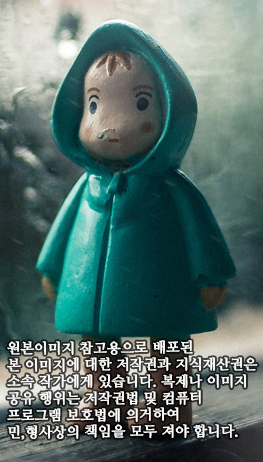 원본이미지 참고용으로 배포된
본 이미지에 대한 저작권과 지식재산권은
소속 작가에게 있습니다. 복제나 이미지
공유 행위는 저작권법 및 컴퓨터
프로그램 보호법에 의거하여
민,형사상의 책임을 모두 져야 합니다.